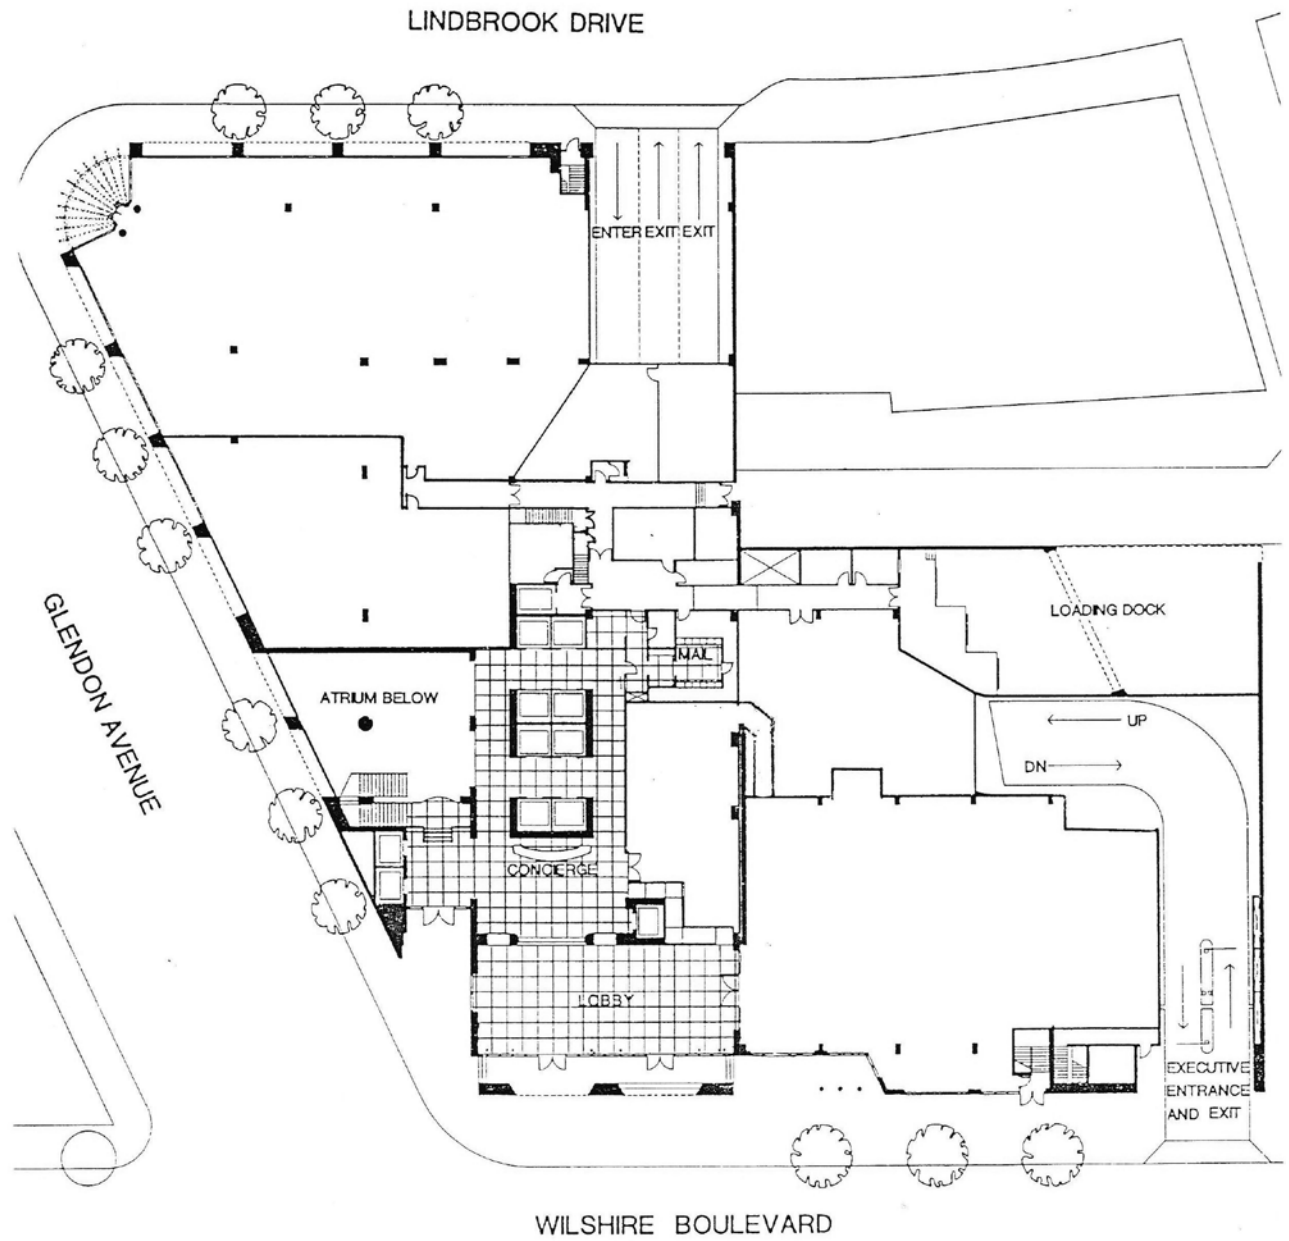 LINDBROOK DRIVE
ENTER EXIT EXIT
LOADING DOCK
MAIL
GLENDON AVENUE
ATRIUM BELOW
UP
DN
CONCIERGE
LOBBY
EXECUTIVE
ENTRANCE
AND EXIT
WILSHIRE BOULEVARD